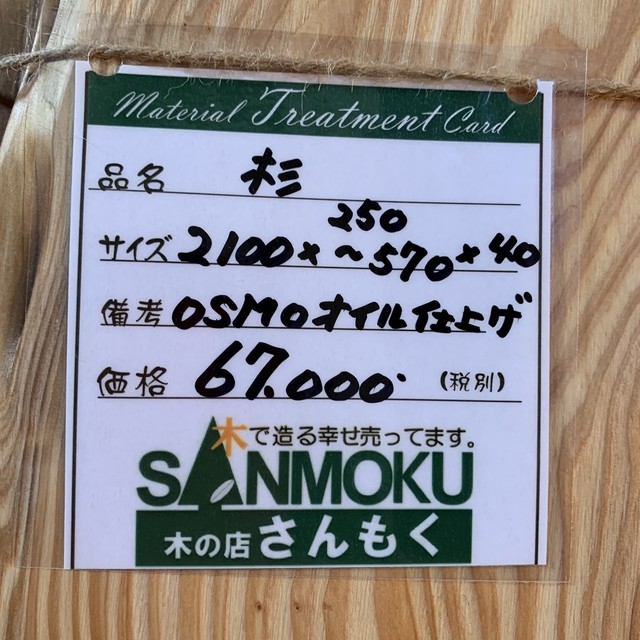 Material Treatment Card
品名 杉
250
サイズ 2100×~570×40
備考 OSMOオイル仕上げ
価格 67.000 (税別)
木で造る幸せ売ってます。
SANMOKU
木の店さんもく